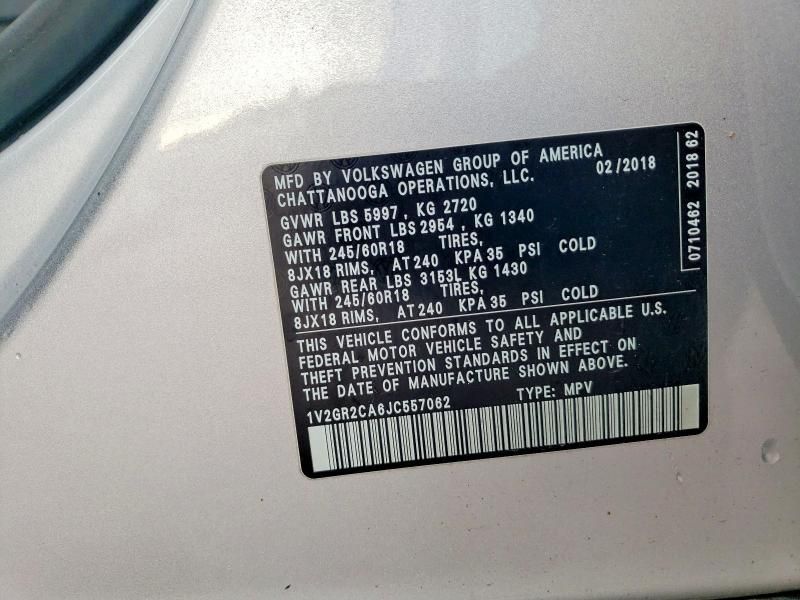 MFD BY VOLKSWAGEN GROUP OF AMERICA
CHATTANOOGA OPERATIONS, LLC. 02/2018
GVWR LBS 5997 , KG 2720
GAWR FRONT LBS 2954 , KG 1340
WITH 245/60R18 TIRES,
8JX18 RIMS, AT 240 KPA 35 PSI COLD
GAWR REAR LBS 3153L KG 1430
WITH 245/60R18 TIRES,
8JX18 RIMS, AT 240 KPA 35 PSI COLD
THIS VEHICLE CONFORMS TO ALL APPLICABLE U.S.
FEDERAL MOTOR VEHICLE SAFETY AND
THEFT PREVENTION STANDARDS IN EFFECT ON
THE DATE OF MANUFACTURE SHOWN ABOVE.
1V2GR2CA6JC557062 TYPE: MPV
0710462 2018 62